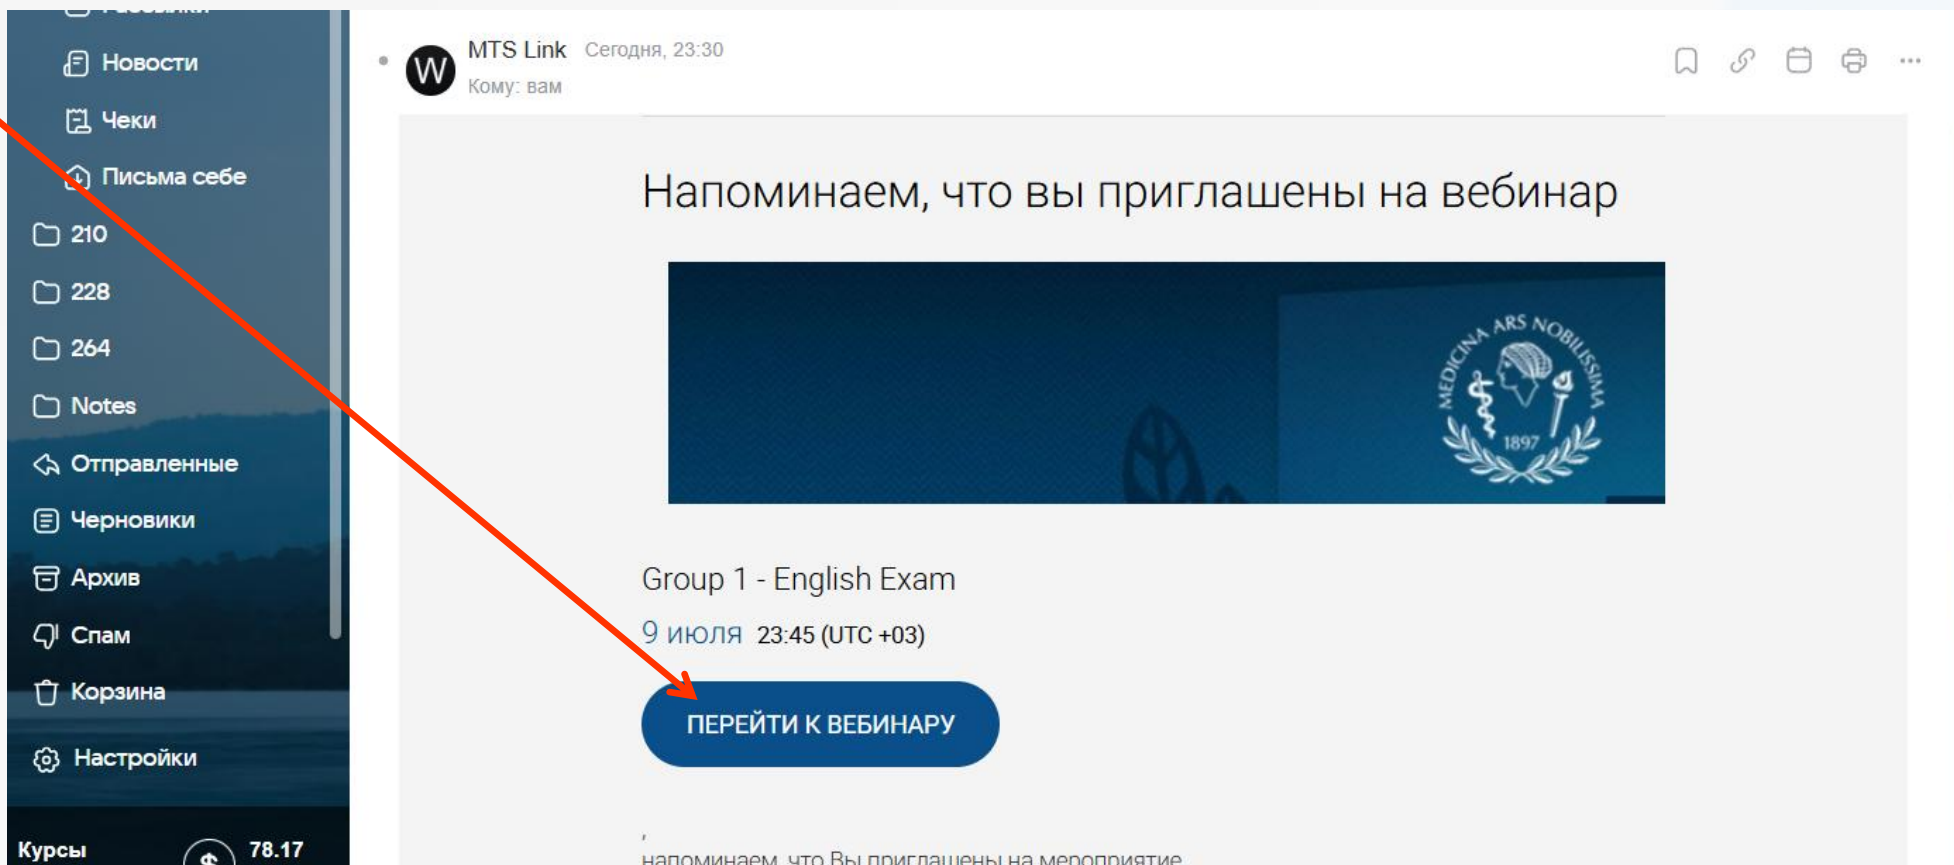 Новости
Чеки
Письма себе
210
228
264
Notes
Отправленные
Черновики
Архив
Спам
Корзина
Настройки
Курсы
$ 78.17
W
MTS Link Сегодня, 23:30
Кому: вам
Напоминаем, что вы приглашены на вебинар
MEDICINA ARS NOBILISSIMA
1897
Group 1 - English Exam
9 июля 23:45 (UTC +03)
ПЕРЕЙТИ К ВЕБИНАРУ
,
напоминаем, что Вы приглашены на мероприятие